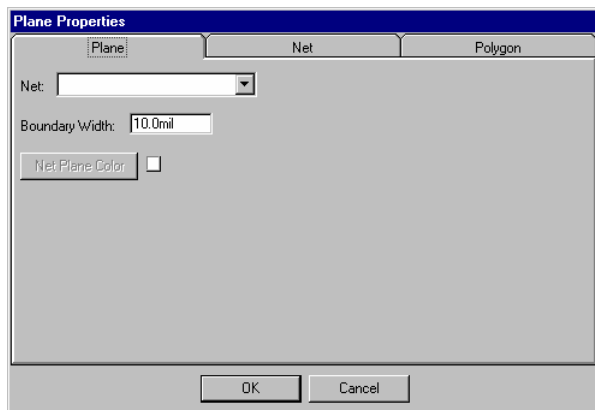 Plane Properties
Plane Net Polygon
Net:
Boundary Width: 10.0mil
Net Plane Color
OK Cancel